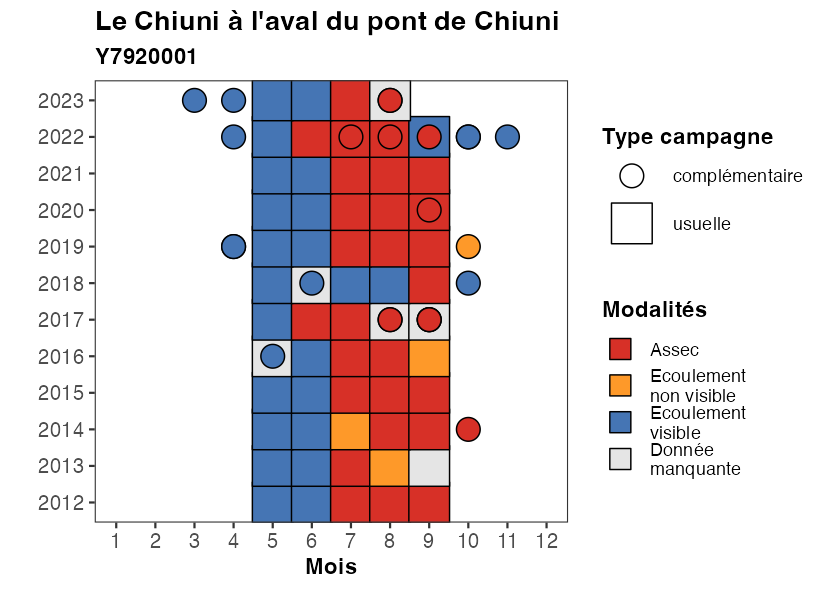 Le Chiuni à l'aval du pont de Chiuni
Y7920001
2023
2022
2021
2020
2019
2018
2017
2016
2015
2014
2013
2012
1 2 3 4 5 6 7 8 9 10 11 12
Mois
Type campagne
complémentaire
usuelle
Modalités
Assec
Ecoulement
non visible
Ecoulement
visible
Donnée
manquante